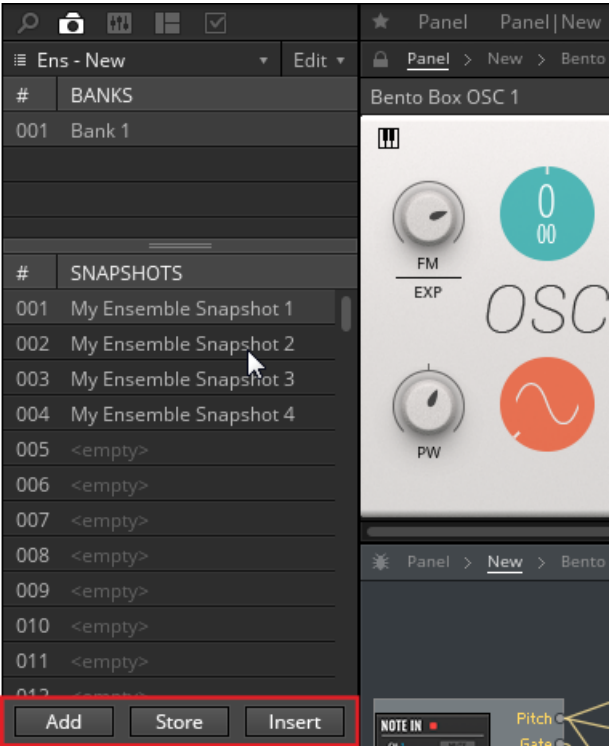 Ens - New
Edit
# BANKS
001 Bank 1
# SNAPSHOTS
001 My Ensemble Snapshot 1
002 My Ensemble Snapshot 2
003 My Ensemble Snapshot 3
004 My Ensemble Snapshot 4
005 <empty>
006 <empty>
007 <empty>
008 <empty>
009 <empty>
010 <empty>
011 <empty>
012 <empty>
Add Store Insert
Panel Panel|New
Panel > New > Bento
Bento Box OSC 1
0
00
FM
EXP
OSC
PW
Panel > New > Bento
NOTE IN
Pitch
Gate